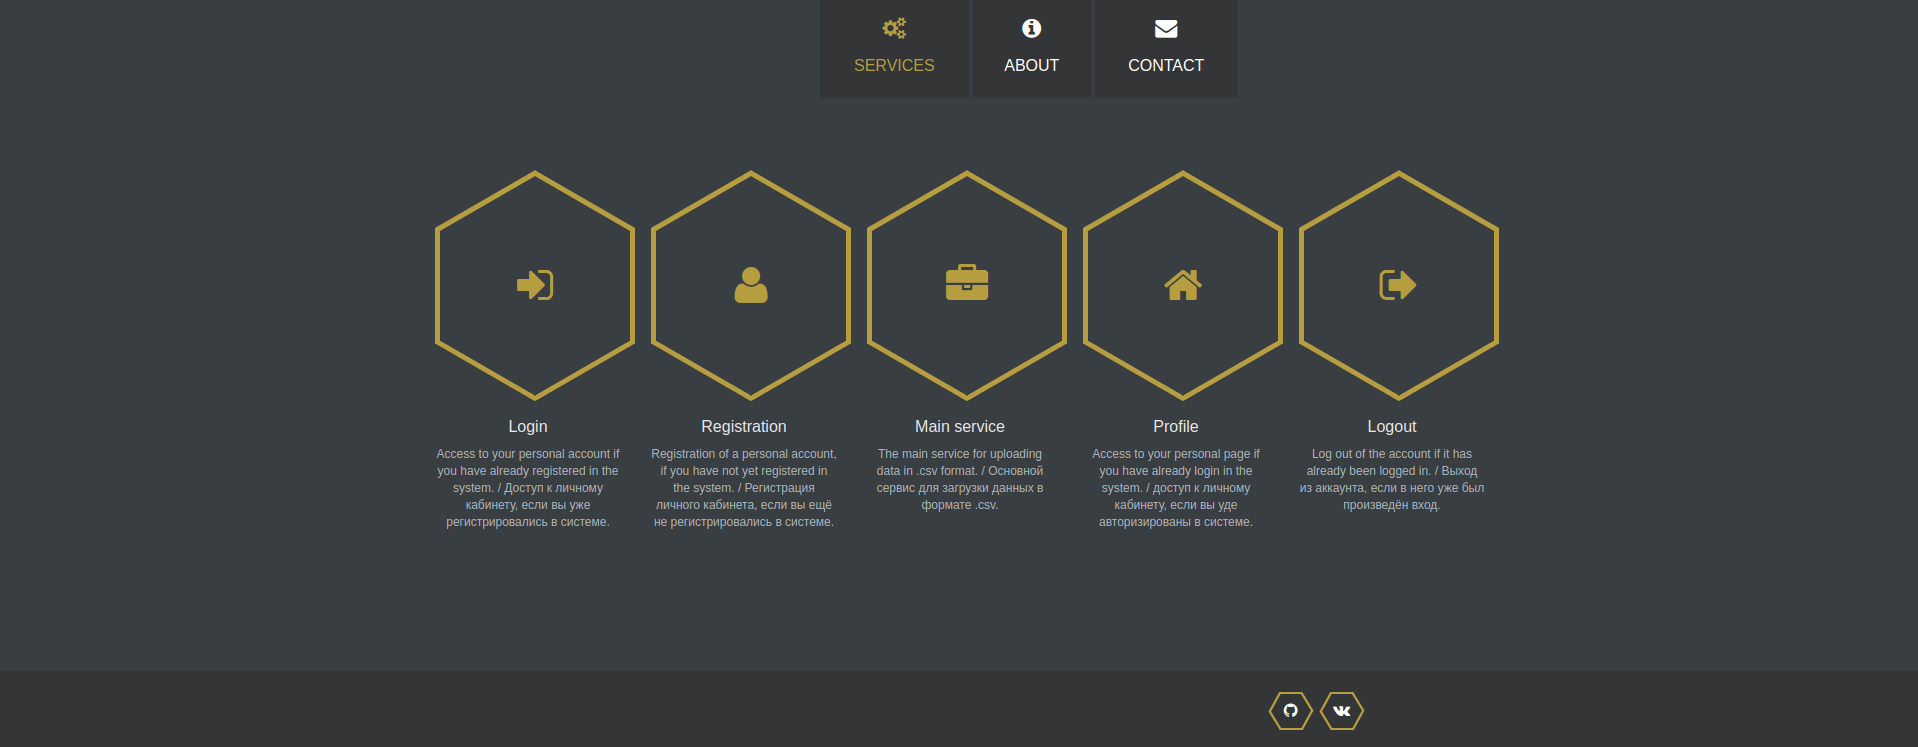 SERVICES
ABOUT
CONTACT
Login
Access to your personal account if
you have already registered in the
system. / Доступ к личному
кабинету, если вы уже
регистрировались в системе.
Registration
Registration of a personal account,
if you have not yet registered in
the system. / Регистрация
личного кабинета, если вы ещё
не регистрировались в системе.
Main service
The main service for uploading
data in .csv format. / Основной
сервис для загрузки данных в
формате .csv.
Profile
Access to your personal page if
you have already login in the
system. / доступ к личному
кабинету, если вы уде
авторизированы в системе.
Logout
Log out of the account if it has
already been logged in. / Выход
из аккаунта, если в него уже был
произведён вход.